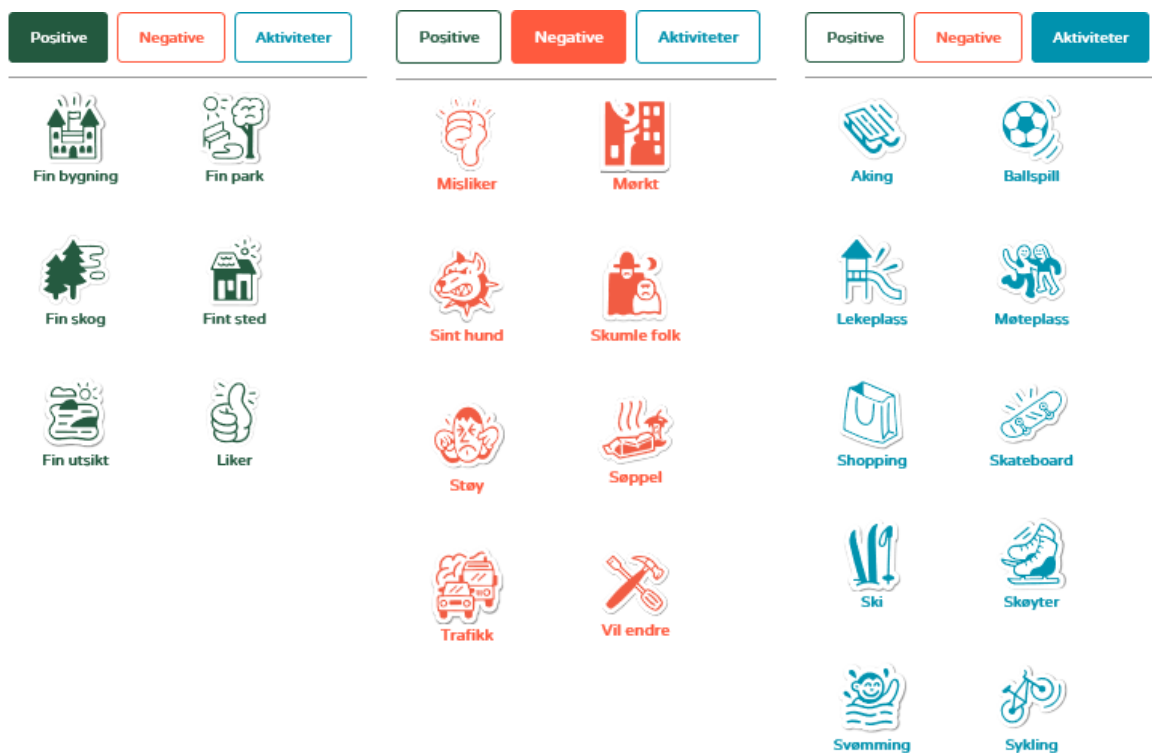 Positive Negative Aktiviteter
Fin bygning Fin park
Fin skog Fint sted
Fin utsikt Liker
Positive Negative Aktiviteter
Misliker Mørkt
Sint hund Skumle folk
Støy Søppel
Trafikk Vil endre
Positive Negative Aktiviteter
Aking Ballspill
Lekeplass Møteplass
Shopping Skateboard
Ski Skøyter
Svømming Sykling